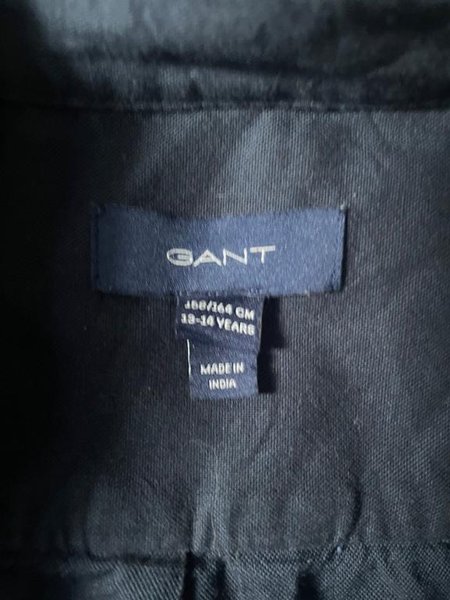 GANT
158/164 CM
13-14 YEARS
MADE IN
INDIA